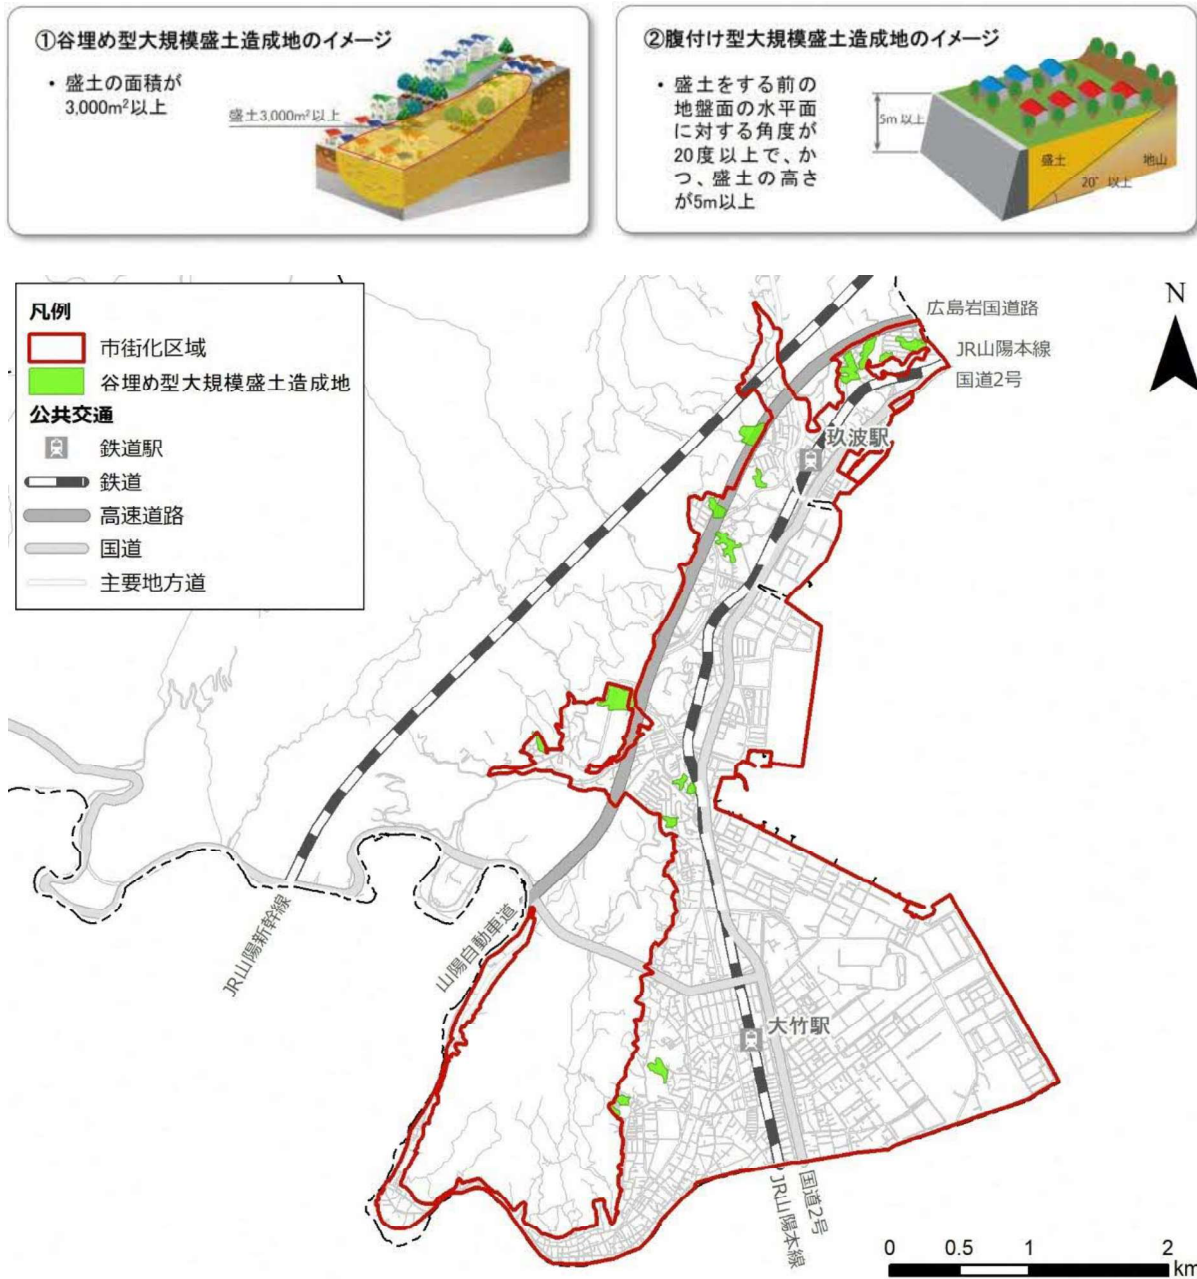 ①谷埋め型大規模盛土造成地のイメージ
• 盛土の面積が
3,000m²以上
盛土3,000m²以上
②腹付け型大規模盛土造成地のイメージ
• 盛土をする前の
地盤面の水平面
に対する角度が
20度以上で、か
つ、盛土の高さ
が5m以上
5m 以上
盛土
地山
20° 以上
凡例
市街化区域
谷埋め型大規模盛土造成地
公共交通
鉄道駅
鉄道
高速道路
国道
主要地方道
広島岩国道路
JR山陽本線
国道2号
N
玖波駅
JR山陽新幹線
山陽自動車道
大竹駅
国道2号
JR山陽本線
0 0.5 1 2
km